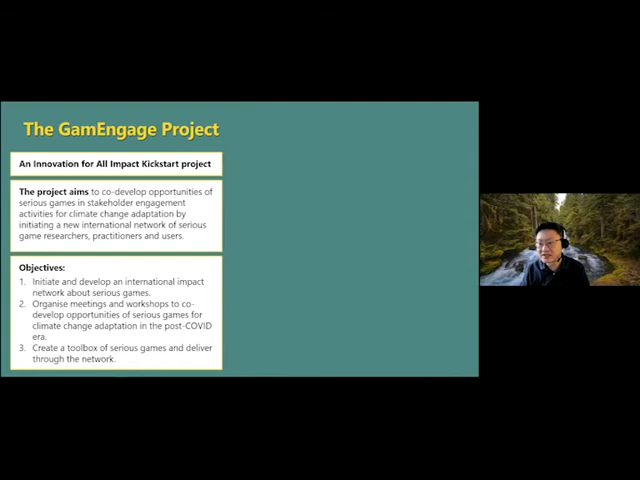 The GamEngage Project
An Innovation for All Impact Kickstart project
The project aims to co-develop opportunities of
serious games in stakeholder engagement
activities for climate change adaptation by
initiating a new international network of serious
game researchers, practitioners and users.
Objectives:
1. Initiate and develop an international impact
network about serious games.
2. Organise meetings and workshops to co-
develop opportunities of serious games for
climate change adaptation in the post-COVID
era.
3. Create a toolbox of serious games and deliver
through the network.